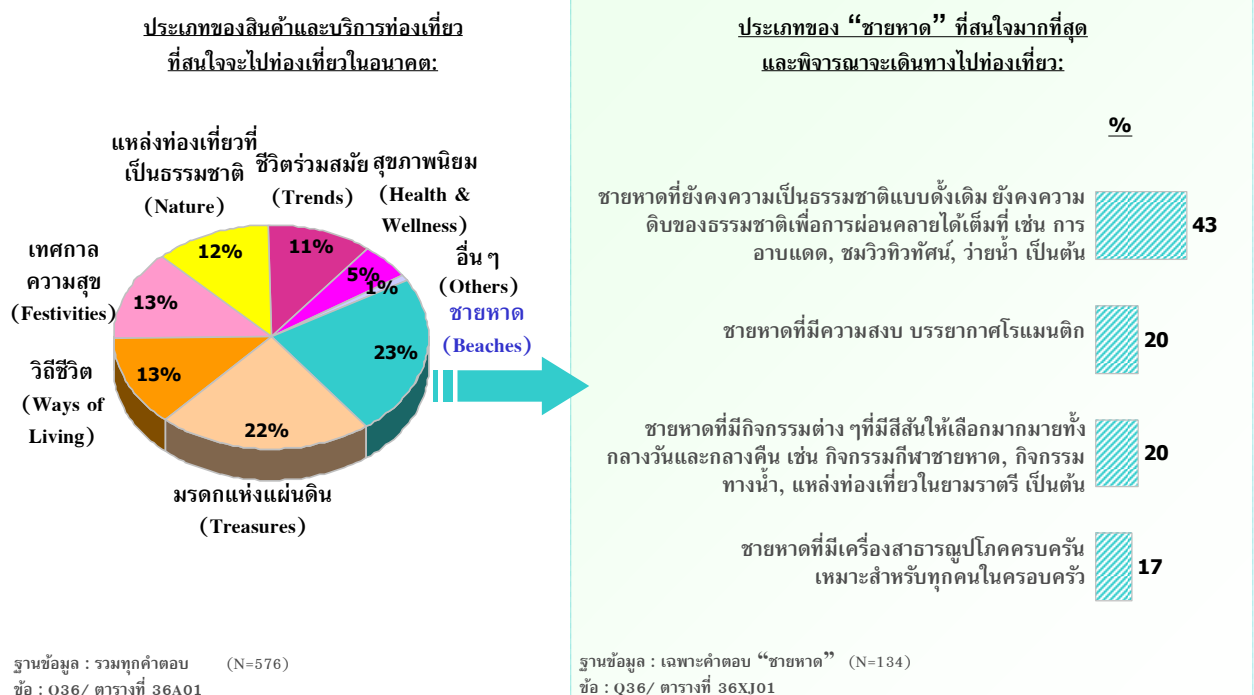 ประเภทของสินค้าและบริการท่องเที่ยว
ที่สนใจจะไปท่องเที่ยวในอนาคต:
แหล่งท่องเที่ยวที่
เป็นธรรมชาติ
(Nature)
ชีวิตร่วมสมัย
(Trends)
สุขภาพนิยม
(Health &
Wellness)
อื่น ๆ
(Others)
ชายหาด
(Beaches)
เทศกาล
ความสุข
(Festivities)
วิถีชีวิต
(Ways of
Living)
มรดกแห่งแผ่นดิน
(Treasures)
12%
11%
5%
1%
23%
22%
13%
13%
ฐานข้อมูล : รวมทุกคำตอบ (N=576)
ข้อ : Q36/ ตารางที่ 36A01
ประเภทของ “ชายหาด” ที่สนใจมากที่สุด
และพิจารณาจะเดินทางไปท่องเที่ยว:
%
ชายหาดที่ยังคงความเป็นธรรมชาติแบบดั้งเดิม ยังคงความ
ดิบของธรรมชาติเพื่อการผ่อนคลายได้เต็มที่ เช่น การ
อาบแดด, ชมวิวทิวทัศน์, ว่ายน้ำ เป็นต้น
43
ชายหาดที่มีความสงบ บรรยากาศโรแมนติก
20
ชายหาดที่มีกิจกรรมต่าง ๆที่มีสีสันให้เลือกมากมายทั้ง
กลางวันและกลางคืน เช่น กิจกรรมกีฬาชายหาด, กิจกรรม
ทางน้ำ, แหล่งท่องเที่ยวในยามราตรี เป็นต้น
20
ชายหาดที่มีเครื่องสาธารณูปโภคครบครัน
เหมาะสำหรับทุกคนในครอบครัว
17
ฐานข้อมูล : เฉพาะคำตอบ “ชายหาด” (N=134)
ข้อ : Q36/ ตารางที่ 36XJ01